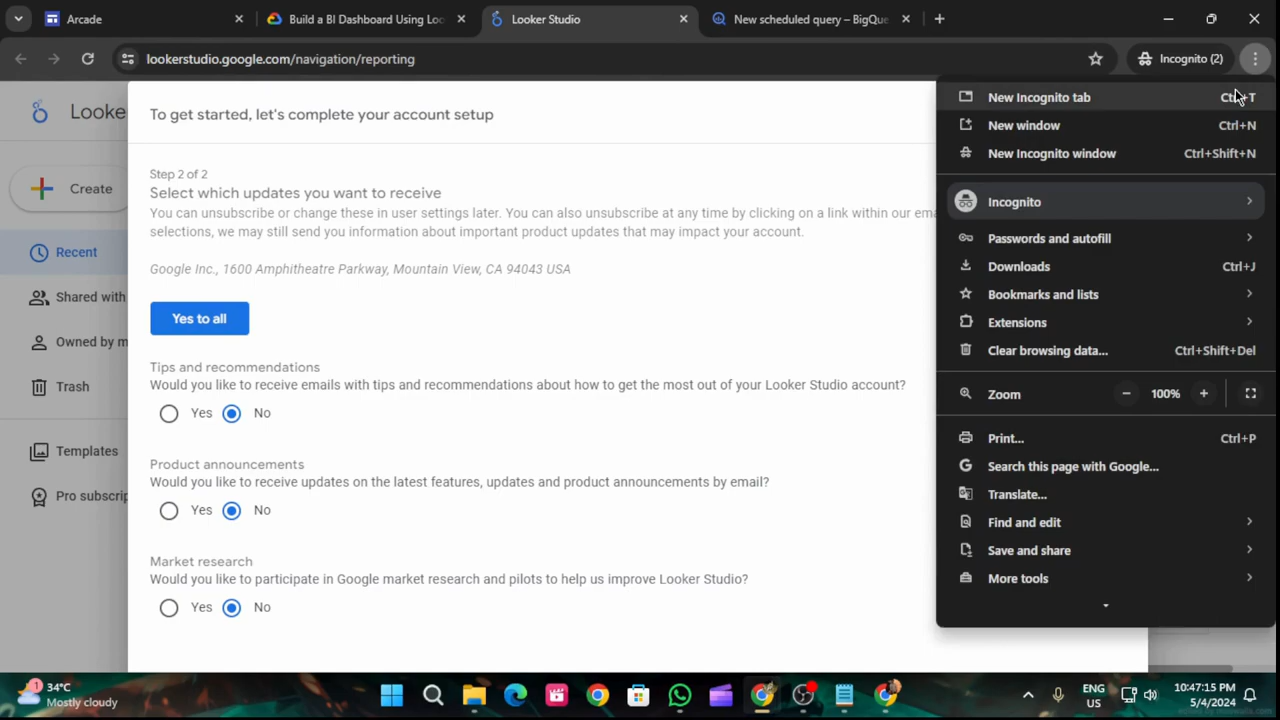 Arcade
Build a BI Dashboard Using Loo
Looker Studio
New scheduled query – BigQue
lookerstudio.google.com/navigation/reporting
Incognito (2)
Looke
Create
Recent
Shared with
Owned by m
Trash
Templates
Pro subscrip
To get started, let's complete your account setup
Step 2 of 2
Select which updates you want to receive
You can unsubscribe or change these in user settings later. You can also unsubscribe at any time by clicking on a link within our ema
selections, we may still send you information about important product updates that may impact your account.
Google Inc., 1600 Amphitheatre Parkway, Mountain View, CA 94043 USA
Yes to all
Tips and recommendations
Would you like to receive emails with tips and recommendations about how to get the most out of your Looker Studio account?
Yes No
Product announcements
Would you like to receive updates on the latest features, updates and product announcements by email?
Yes No
Market research
Would you like to participate in Google market research and pilots to help us improve Looker Studio?
Yes No
New Incognito tab Ctrl+T
New window Ctrl+N
New Incognito window Ctrl+Shift+N
Incognito
Passwords and autofill
Downloads Ctrl+J
Bookmarks and lists
Extensions
Clear browsing data... Ctrl+Shift+Del
Zoom − 100% +
Print... Ctrl+P
Search this page with Google...
Translate...
Find and edit
Save and share
More tools
1
34°C
Mostly cloudy
ENG
US
10:47:15 PM
5/4/2024